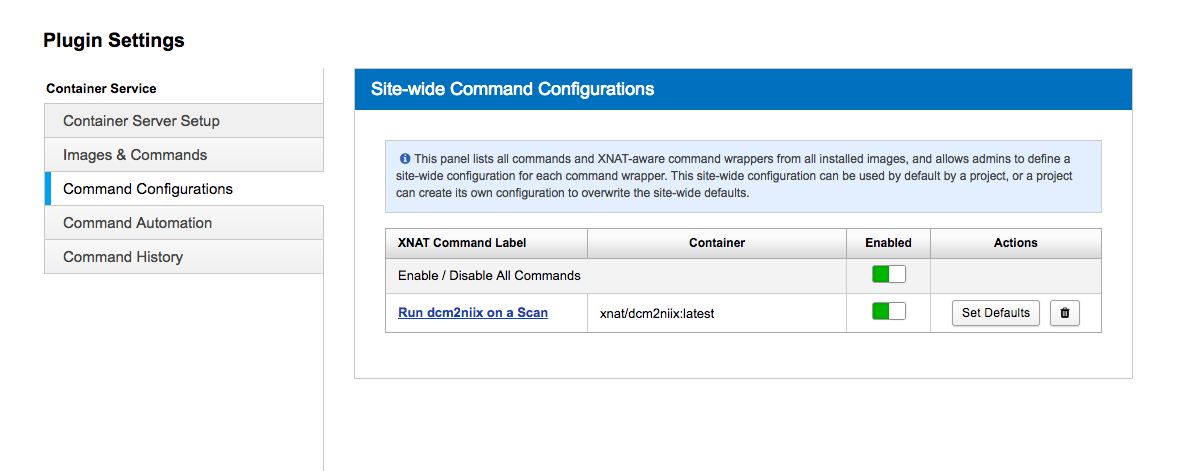 Plugin Settings
Container Service
Container Server Setup
Images & Commands
Command Configurations
Command Automation
Command History
Site-wide Command Configurations
This panel lists all commands and XNAT-aware command wrappers from all installed images, and allows admins to define a
site-wide configuration for each command wrapper. This site-wide configuration can be used by default by a project, or a project
can create its own configuration to overwrite the site-wide defaults.
XNAT Command Label Container Enabled Actions
Enable / Disable All Commands
Run dcm2niix on a Scan xnat/dcm2niix:latest Set Defaults